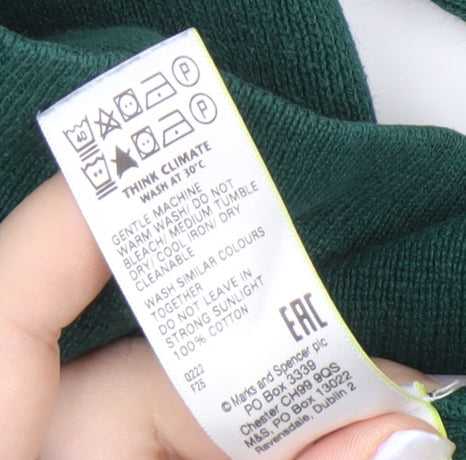 P
40
P
THINK CLIMATE
WASH AT 30°C
GENTLE MACHINE
WARM WASH/ DO NOT
BLEACH/ MEDIUM TUMBLE
DRY/ COOL IRON/ DRY
CLEANABLE
WASH SIMILAR COLOURS
TOGETHER
DO NOT LEAVE IN
STRONG SUNLIGHT
100% COTTON
EAC
0222
F25
© Marks and Spencer plc
PO Box 3339
Chester CH99 9QS
M&S, PO Box 13022
Ravensdale, Dublin 2